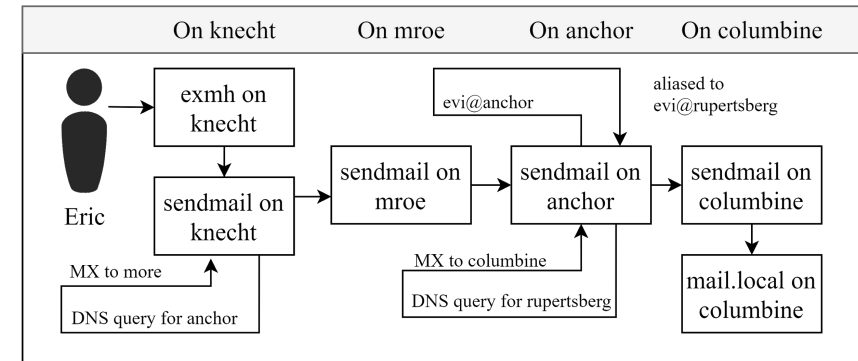 On knecht
On mroe
On anchor
On columbine
exmh on
knecht
evi@anchor
aliased to
evi@rupertsberg
Eric
sendmail on
knecht
sendmail on
mroe
sendmail on
anchor
sendmail on
columbine
MX to more
DNS query for anchor
MX to columbine
DNS query for rupertsberg
mail.local on
columbine